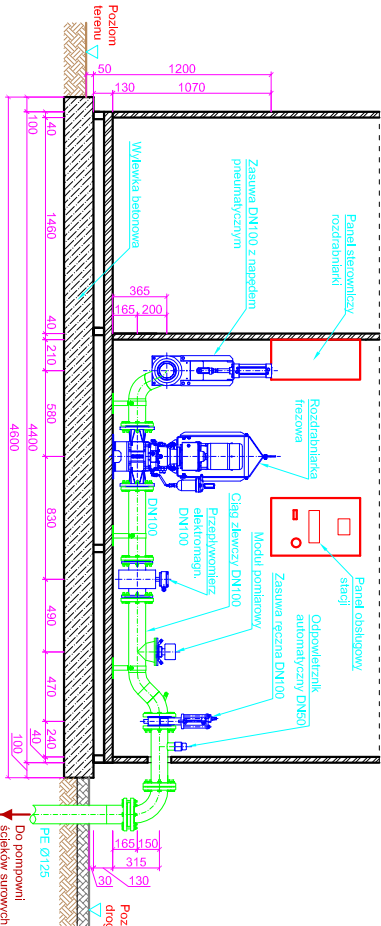 Poziom
terenu
50
1200
130
1070
Panel sterowniczy
rozdrabniarki
Zasuwa DN100 z napędem
pneumatycznym
Wylewka betonowa
365
165
200
Rozdrabniarka
frezowa
Panel obsługowy
stacji
Odpowietrznik
automatyczny DN50
Zasuwa ręczna DN100
Moduł pomiarowy
Ciąg zlewczy DN100
Przepływomierz
elektromagn.
DN100
DN100
40
1460
40
210
580
830
490
470
240
100
4400
40
100
4600
165
150
315
30
130
PE Ø125
Do pompowni
ścieków surowych
Poz
drog